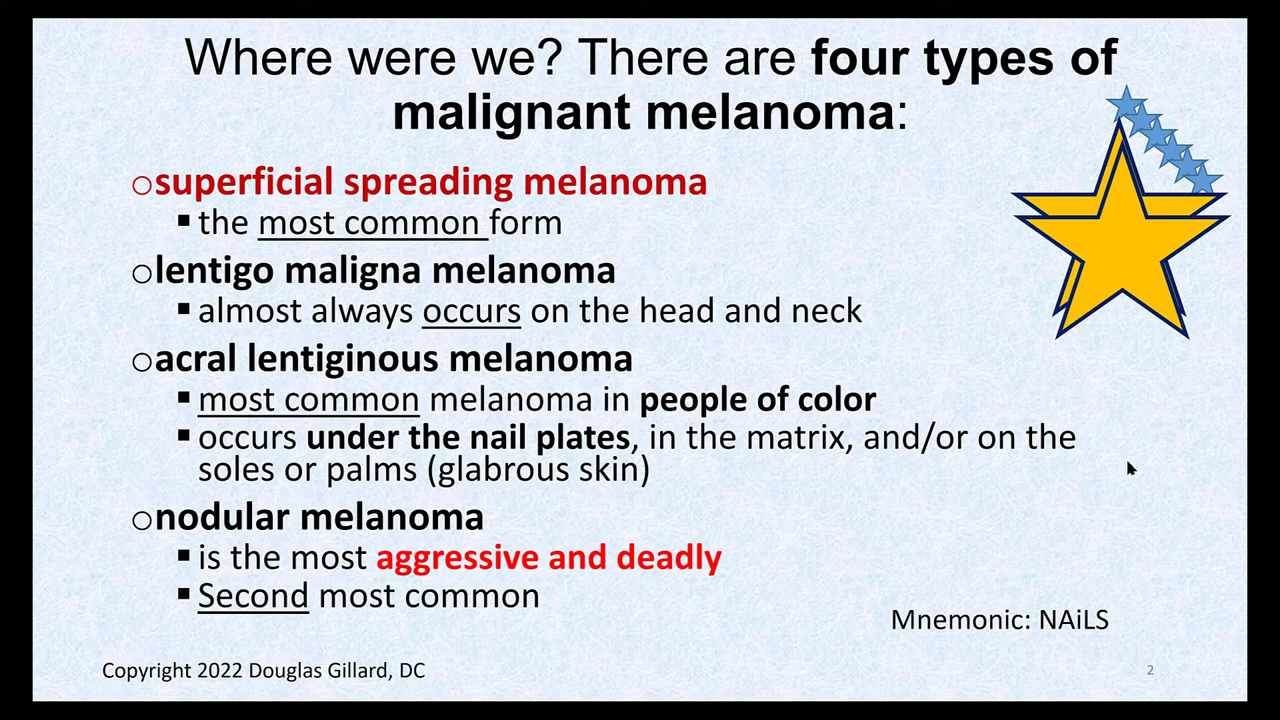 Where were we? There are four types of
malignant melanoma:
superficial spreading melanoma
the most common form
lentigo maligna melanoma
almost always occurs on the head and neck
acral lentiginous melanoma
most common melanoma in people of color
occurs under the nail plates, in the matrix, and/or on the
soles or palms (glabrous skin)
nodular melanoma
is the most aggressive and deadly
Second most common
Mnemonic: NAiLS
Copyright 2022 Douglas Gillard, DC
2